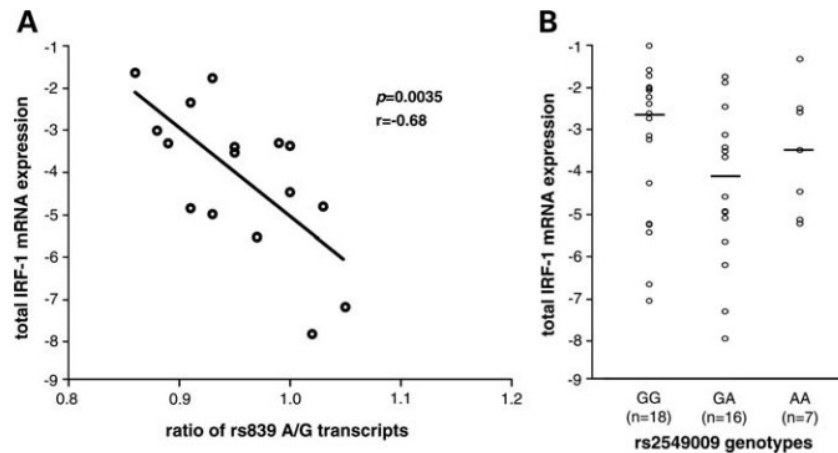 A
total IRF-1 mRNA expression
-1
-2
-3
-4
-5
-6
-7
-8
-9
p=0.0035
r=-0.68
0.8 0.9 1.0 1.1 1.2
ratio of rs839 A/G transcripts
B
total IRF-1 mRNA expression
-1
-2
-3
-4
-5
-6
-7
-8
-9
GG GA AA
(n=18) (n=16) (n=7)
rs2549009 genotypes